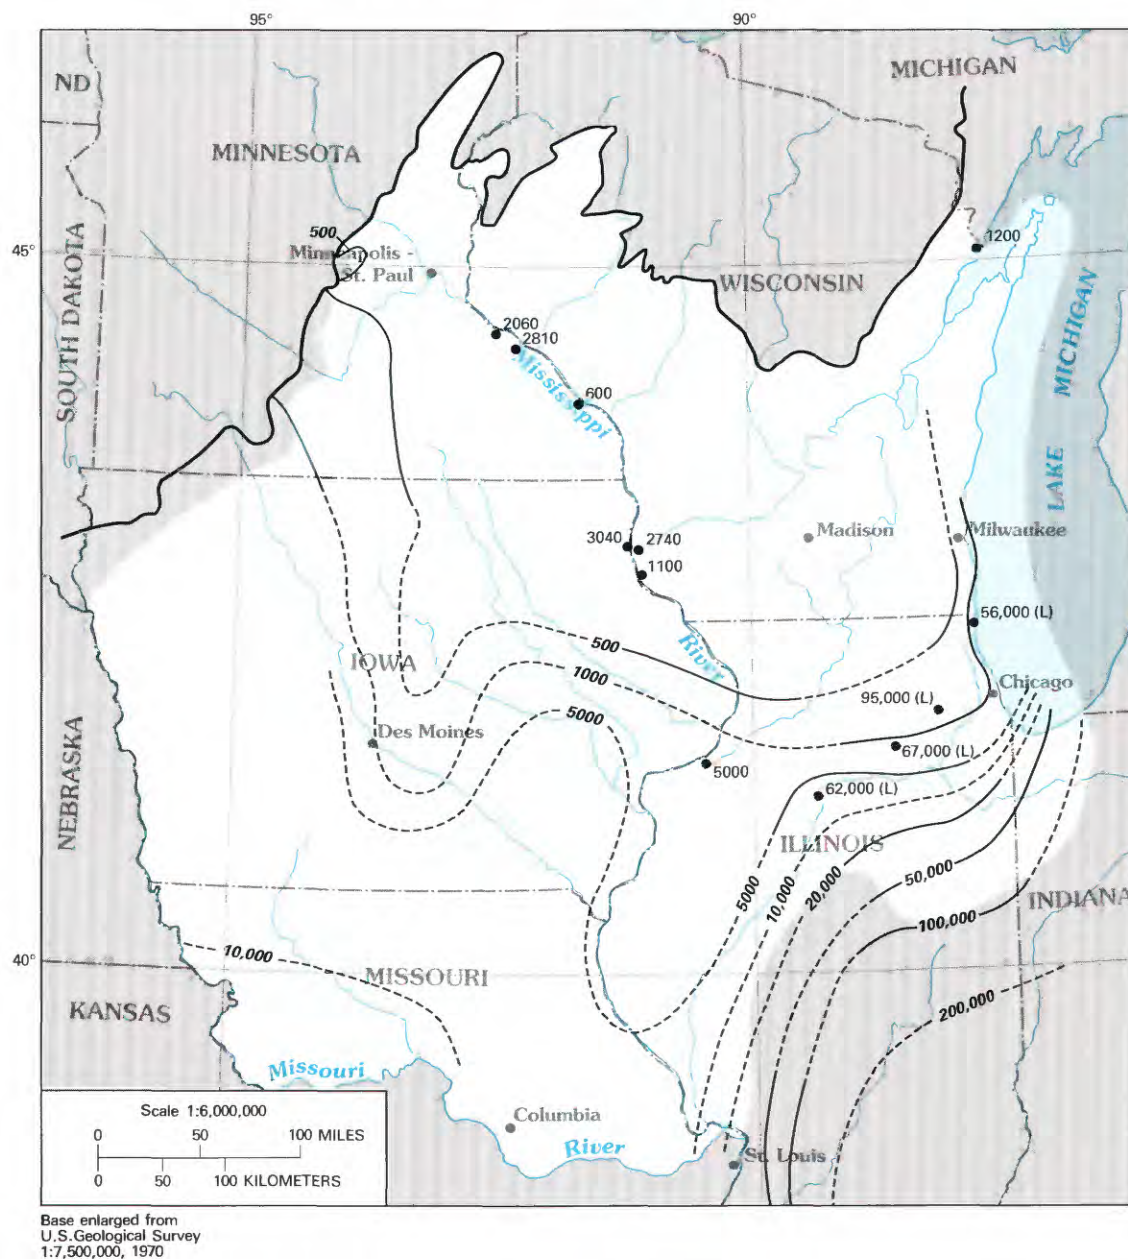 95°
90°
ND
MICHIGAN
MINNESOTA
500
45°
Minneapolis -
St. Paul
1200
WISCONSIN
SOUTH DAKOTA
LAKE MICHIGAN
2060
2810
Mississippi
600
Madison
Milwaukee
3040
2740
1100
56,000 (L)
River
500
IOWA
1000
Chicago
95,000 (L)
5000
Des Moines
67,000 (L)
5000
62,000 (L)
NEBRASKA
ILLINOIS
5000
10,000
20,000
50,000
INDIANA
100,000
10,000
40°
MISSOURI
KANSAS
200,000
Missouri
Scale 1:6,000,000
Columbia
0 50 100 MILES
River
St. Louis
0 50 100 KILOMETERS
Base enlarged from
U.S.Geological Survey
1:7,500,000, 1970